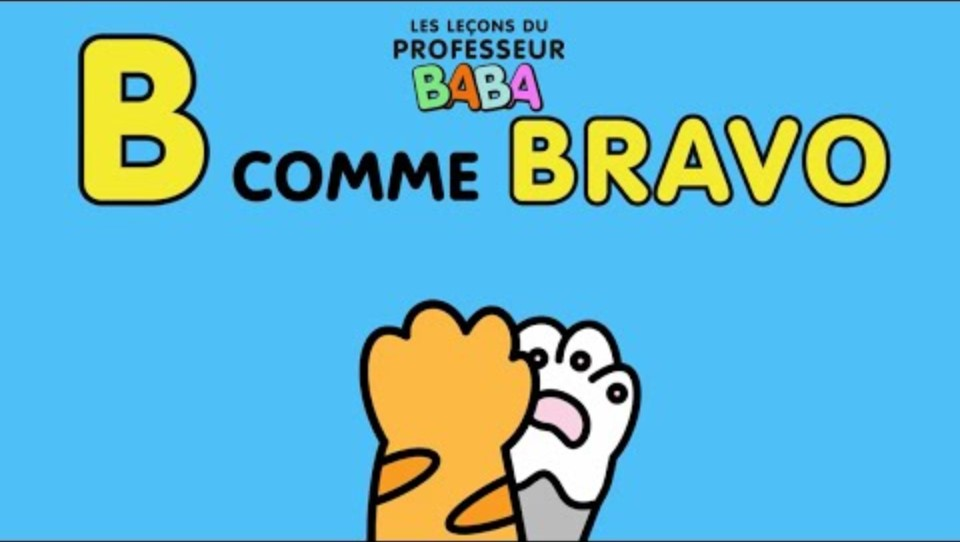 LES LEÇONS DU
PROFESSEUR
BABA
B COMME BRAVO